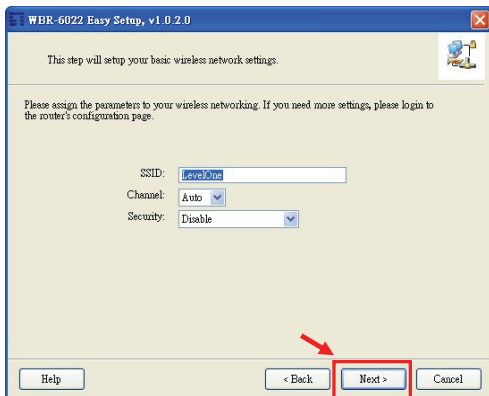 WBR-6022 Easy Setup, v1.0.2.0
This step will setup your basic wireless network settings.
Please assign the parameters to your wireless networking. If you need more settings, please login to
the router's configuration page.
SSID: LevelOne
Channel: Auto
Security: Disable
Help < Back Next > Cancel